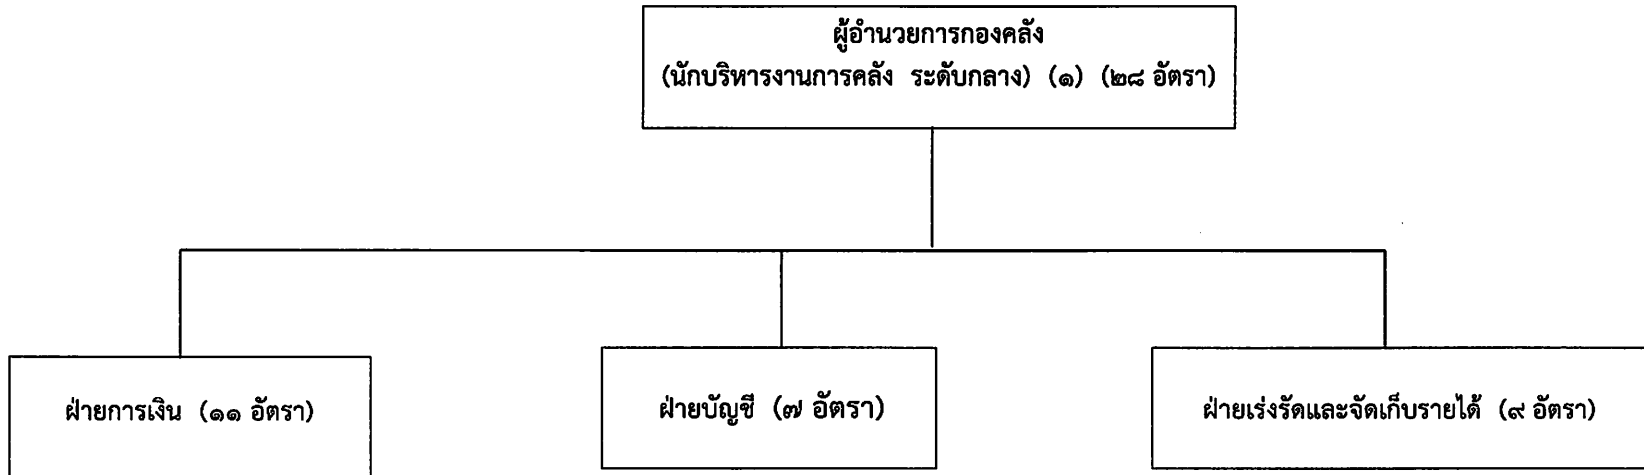 ผู้อำนวยการกองคลัง
(นักบริหารงานการคลัง ระดับกลาง) (๑) (๒๘ อัตรา)
ฝ่ายการเงิน (๑๑ อัตรา)
ฝ่ายบัญชี (๗ อัตรา)
ฝ่ายเร่งรัดและจัดเก็บรายได้ (๙ อัตรา)